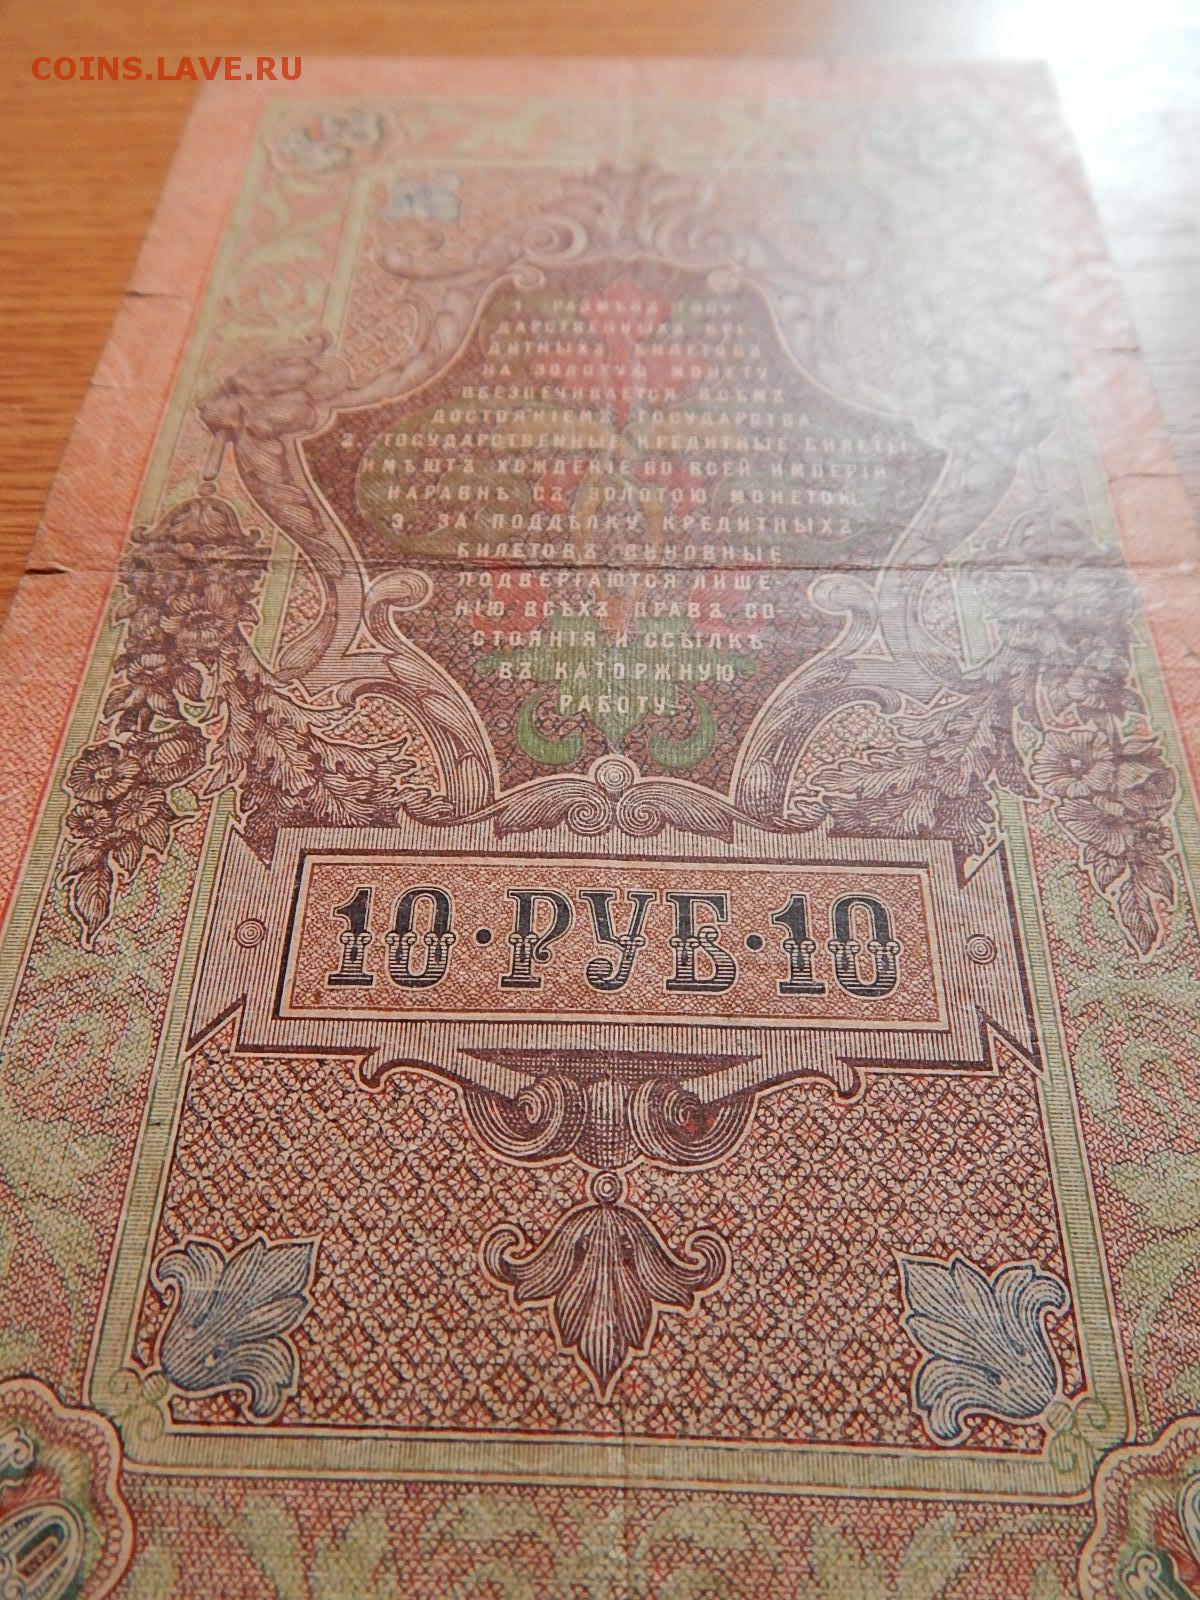 COINS.LAVE.RU
1. РАЗМѢНЪ ГОСУ-
ДАРСТВЕННЫХЪ КРЕ-
ДИТНЫХЪ БИЛЕТОВЪ
НА ЗОЛОТУЮ МОНЕТУ
ОБЕЗПЕЧИВАЕТСЯ ВСѢМЪ
ДОСТОЯНІЕМЪ ГОСУДАРСТВА.
2. ГОСУДАРСТВЕННЫЕ КРЕДИТНЫЕ БИЛЕТЫ
ИМѢЮТЪ ХОЖДЕНІЕ ВО ВСЕЙ ИМПЕРІИ
НАРАВНѢ СЪ ЗОЛОТОЮ МОНЕТОЮ.
3. ЗА ПОДДѢЛКУ КРЕДИТНЫХЪ
БИЛЕТОВЪ ВИНОВНЫЕ
ПОДВЕРГАЮТСЯ ЛИШЕ-
НІЮ ВСѢХЪ ПРАВЪ СО-
СТОЯНІЯ И ССЫЛКѢ
ВЪ КАТОРЖНУЮ
РАБОТУ.
10·РУБ·10